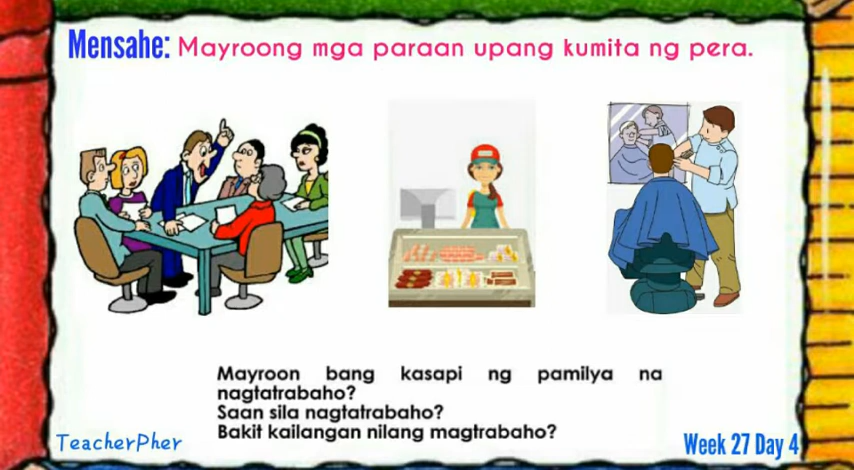 Mensahe: Mayroong mga paraan upang kumita ng pera.
Mayroon bang kasapi ng pamilya na
nagtatrabaho?
Saan sila nagtatrabaho?
Bakit kailangan nilang magtrabaho?
TeacherPher
Week 27 Day 4